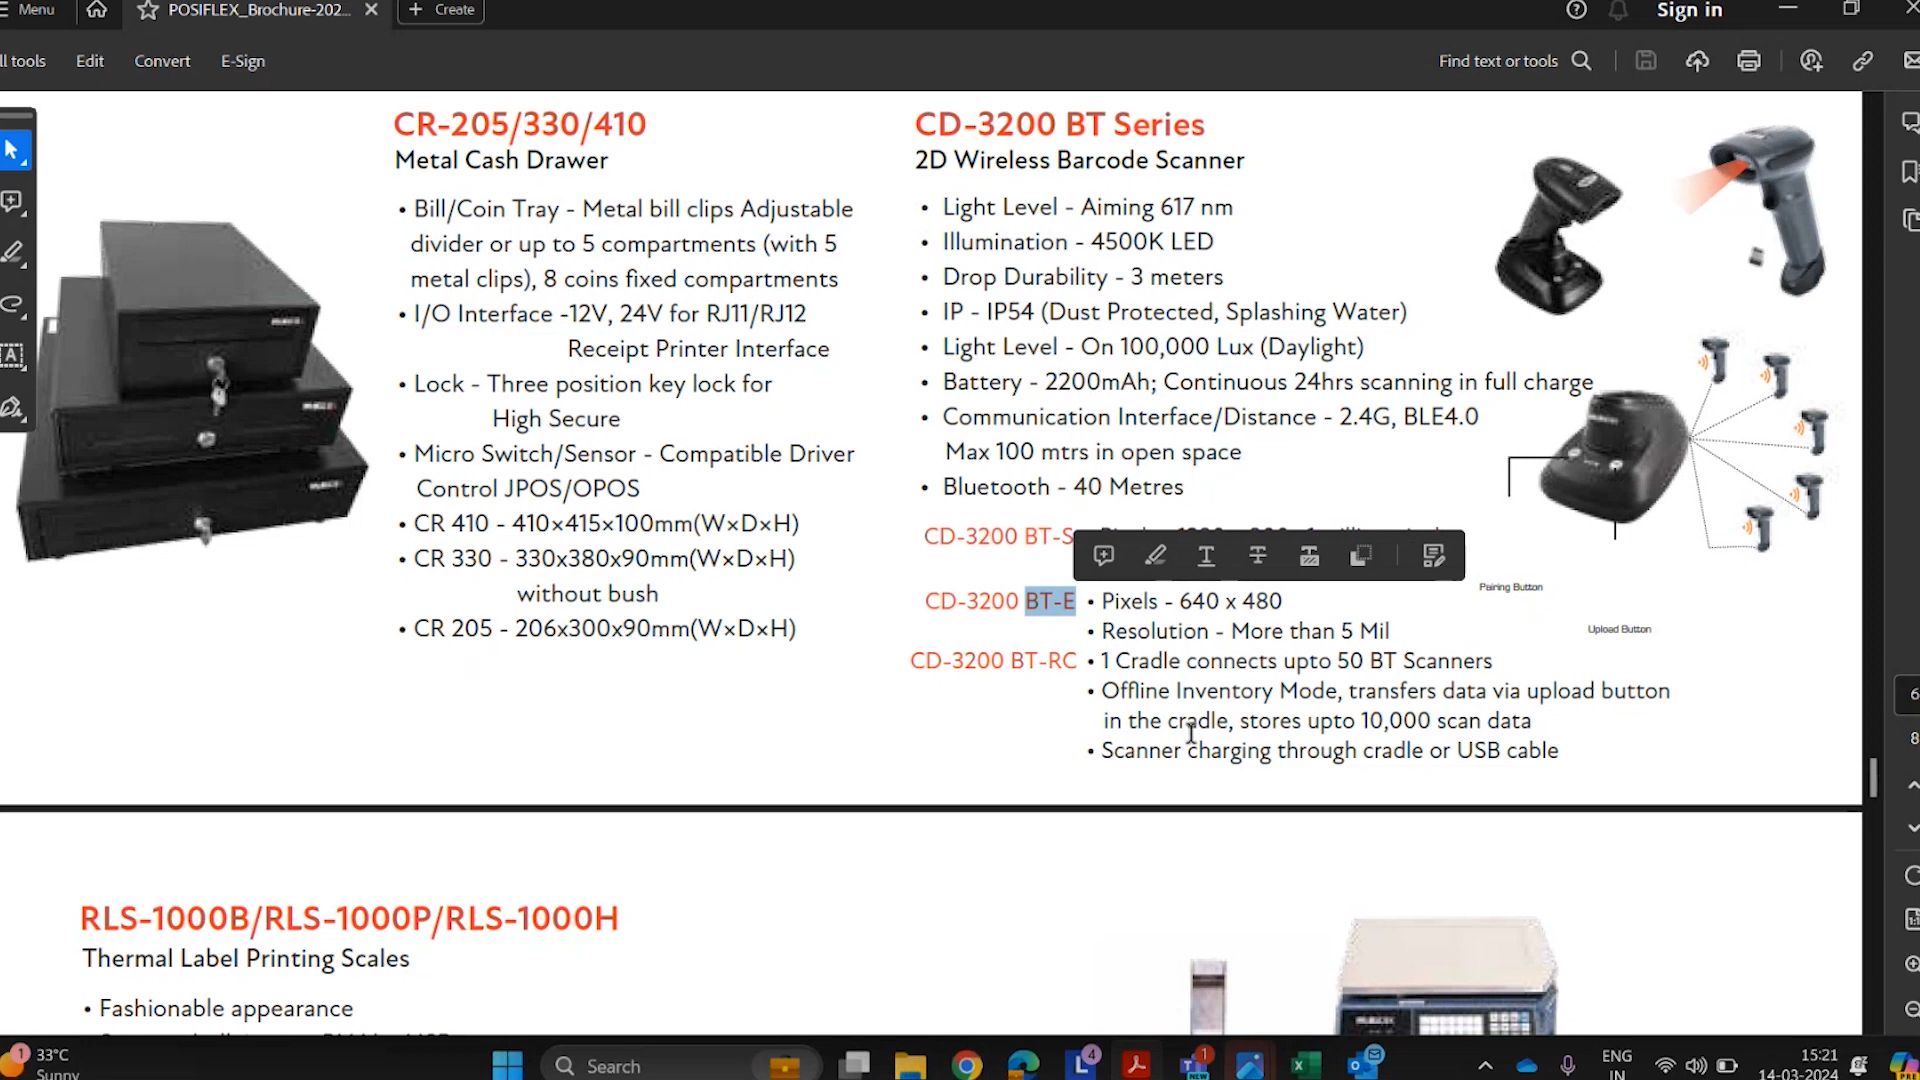 Menu
POSIFLEX_Brochure-202...
Create
Sign in
ll tools
Edit
Convert
E-Sign
Find text or tools
CR-205/330/410
Metal Cash Drawer
• Bill/Coin Tray - Metal bill clips Adjustable
divider or up to 5 compartments (with 5
metal clips), 8 coins fixed compartments
• I/O Interface -12V, 24V for RJ11/RJ12
Receipt Printer Interface
• Lock - Three position key lock for
High Secure
• Micro Switch/Sensor - Compatible Driver
Control JPOS/OPOS
• CR 410 - 410×415×100mm(W×D×H)
• CR 330 - 330x380x90mm(W×D×H)
without bush
• CR 205 - 206x300x90mm(W×D×H)
CD-3200 BT Series
2D Wireless Barcode Scanner
• Light Level - Aiming 617 nm
• Illumination - 4500K LED
• Drop Durability - 3 meters
• IP - IP54 (Dust Protected, Splashing Water)
• Light Level - On 100,000 Lux (Daylight)
• Battery - 2200mAh; Continuous 24hrs scanning in full charge
• Communication Interface/Distance - 2.4G, BLE4.0
Max 100 mtrs in open space
• Bluetooth - 40 Metres
CD-3200 BT-S
CD-3200 BT-E • Pixels - 640 x 480
• Resolution - More than 5 Mil
CD-3200 BT-RC • 1 Cradle connects upto 50 BT Scanners
• Offline Inventory Mode, transfers data via upload button
in the cradle, stores upto 10,000 scan data
• Scanner charging through cradle or USB cable
Pairing Button
Upload Button
6
8
RLS-1000B/RLS-1000P/RLS-1000H
Thermal Label Printing Scales
• Fashionable appearance
1
33°C
Sunny
Search
4
1
NEW
ENG
IN
15:21
14-03-2024
PRE